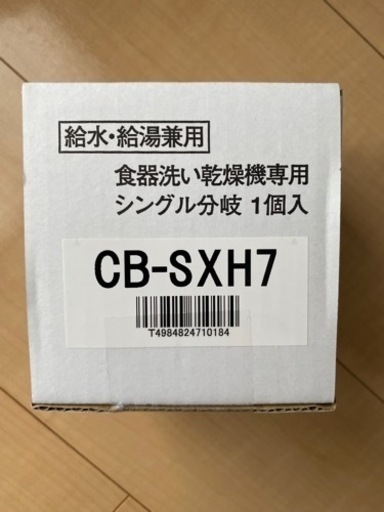 給水・給湯兼用
食器洗い乾燥機専用
シングル分岐 1個入
CB-SXH7
T4984824710184